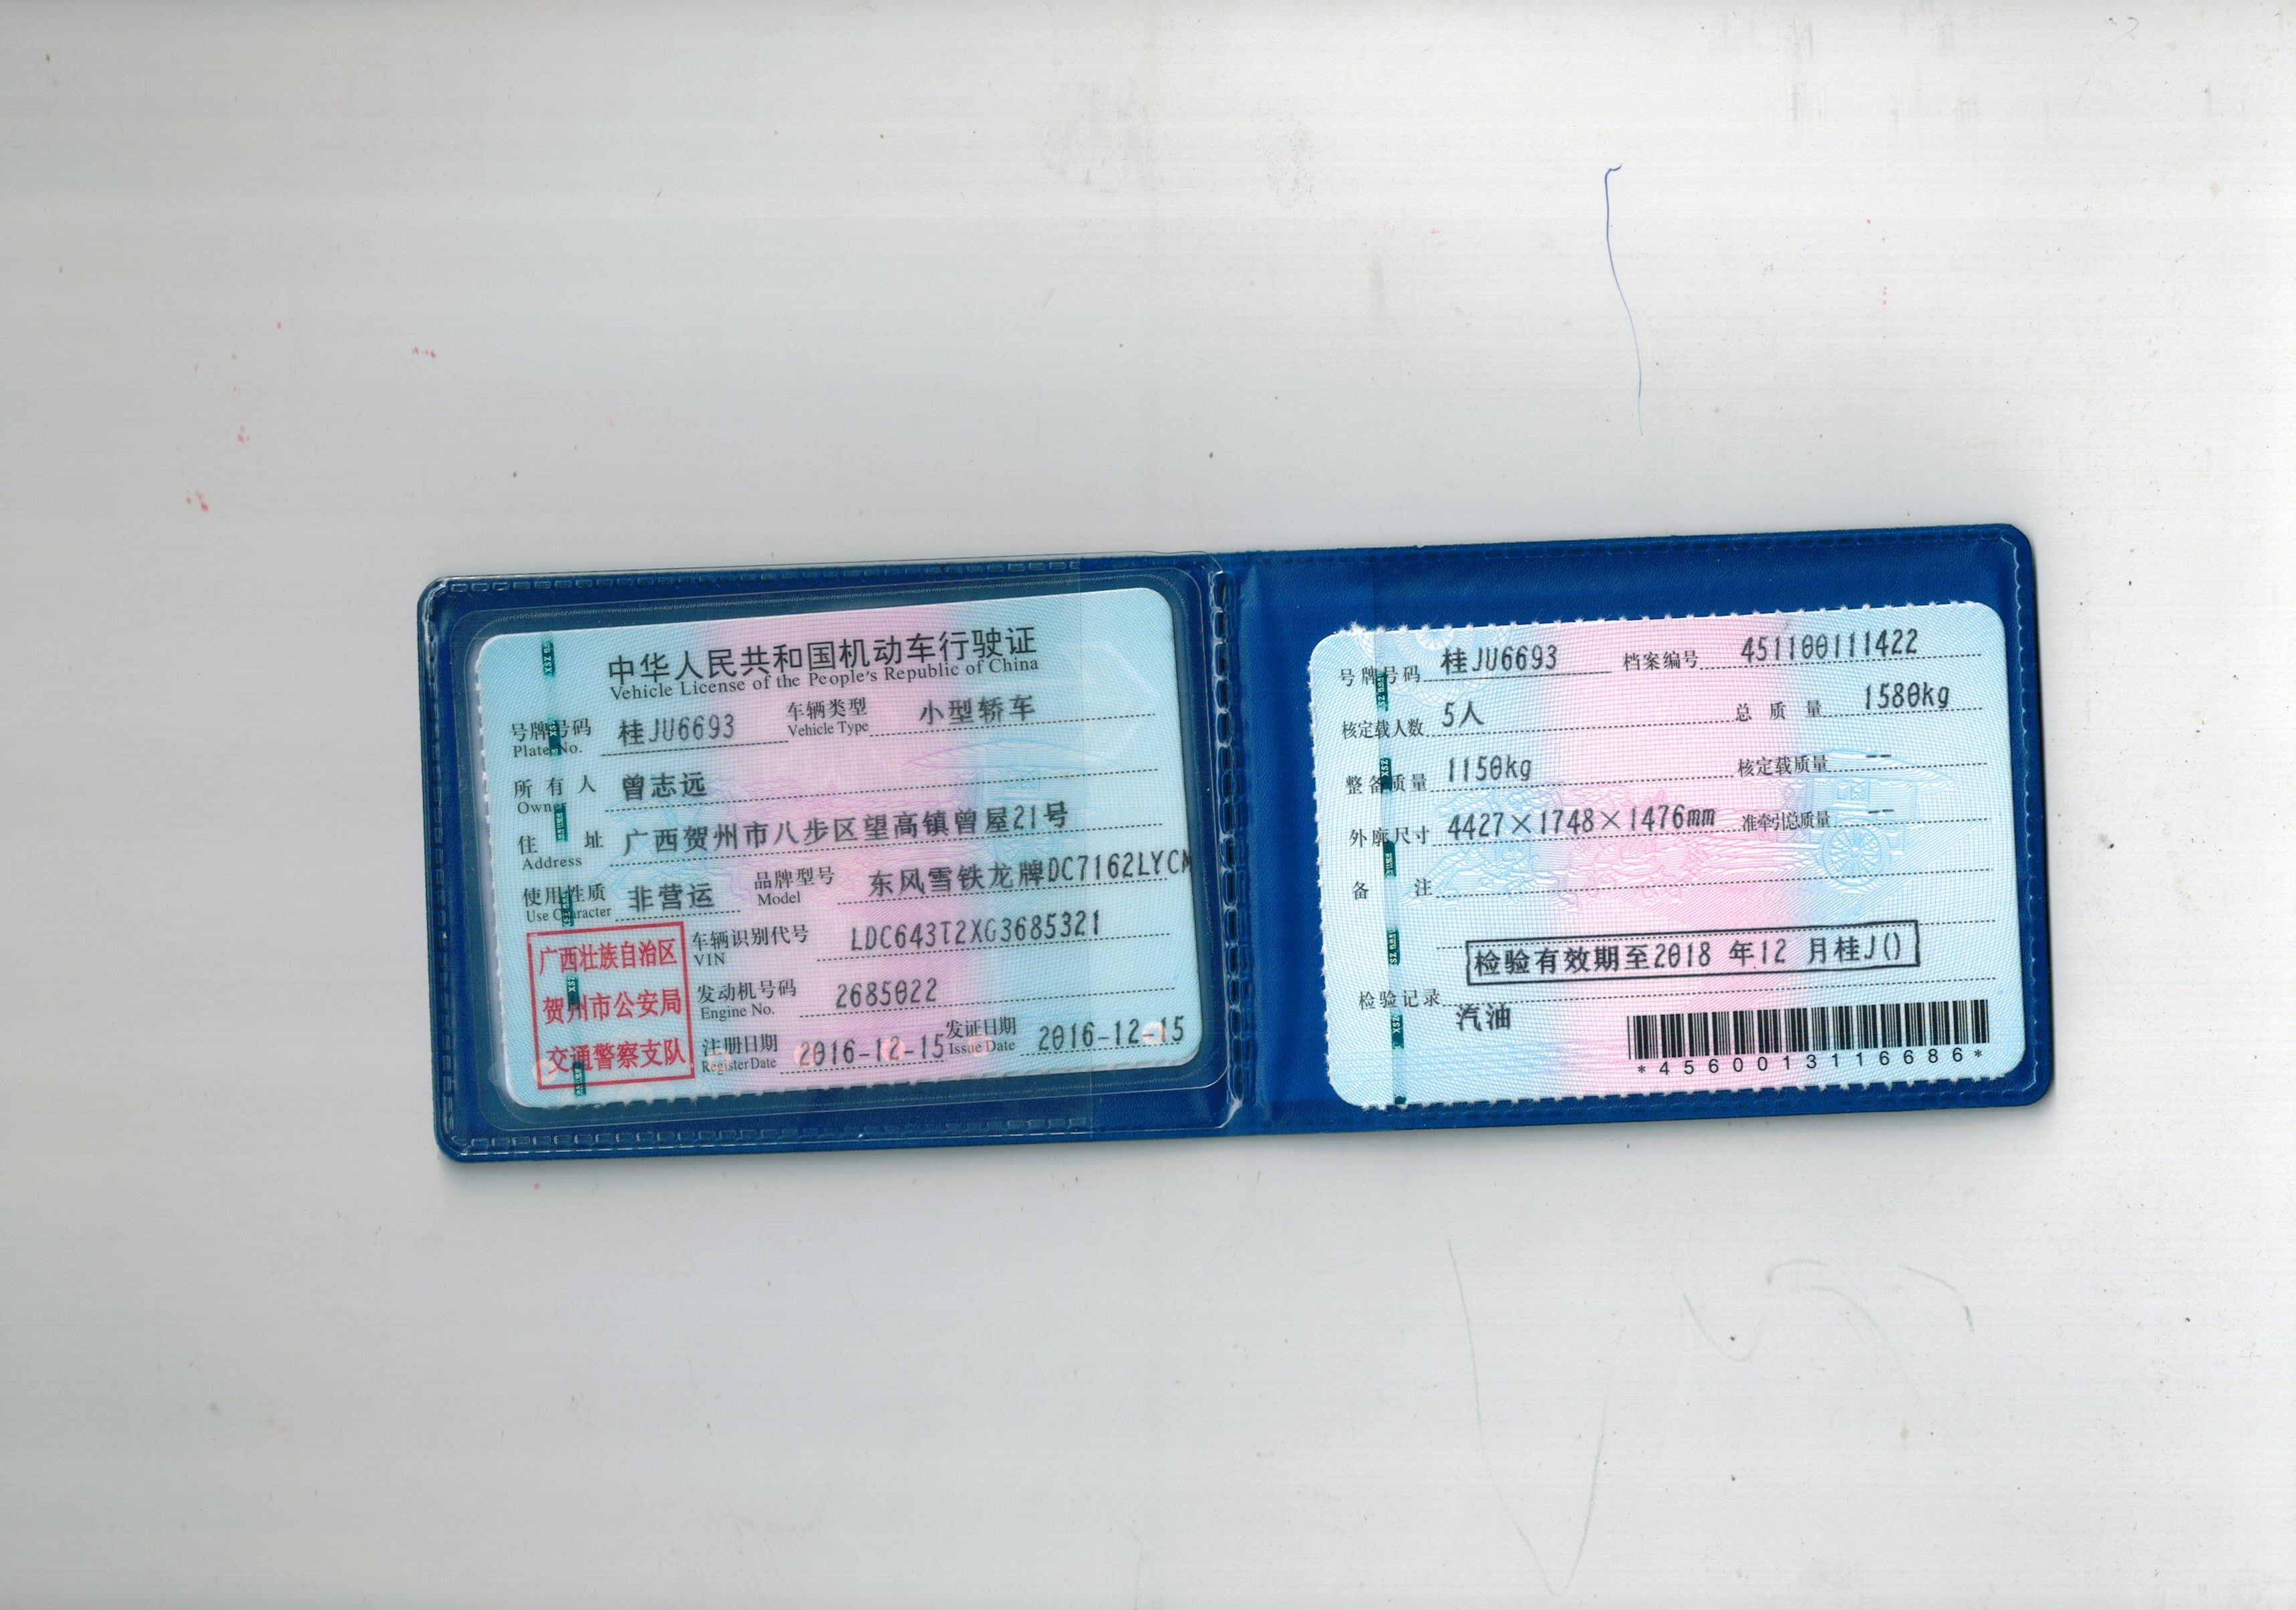 中华人民共和国机动车行驶证
Vehicle License of the People's Republic of China
号牌号码 桂JU6693 车辆类型 小型轿车
Plate No. Vehicle Type
所有人 曾志远
Owner
住址 广西贺州市八步区望高镇曾屋21号
Address
使用性质 非营运 品牌型号 东风雪铁龙牌DC7162LYCM
Use Character Model
广西壮族自治区
贺州市公安局
交通警察支队
车辆识别代号 LDC643T2XG3685321
VIN
发动机号码 2685022
Engine No.
注册日期 2016-12-15 发证日期 2016-12-15
Register Date Issue Date
号牌号码 桂JU6693 档案编号 451100111422
核定载人数 5人 总质量 1580kg
整备质量 1150kg 核定载质量 --
外廓尺寸 4427×1748×1476mm 准牵引总质量 --
备注
检验有效期至2018 年12 月桂J()
检验记录
汽油
*4560013116686*